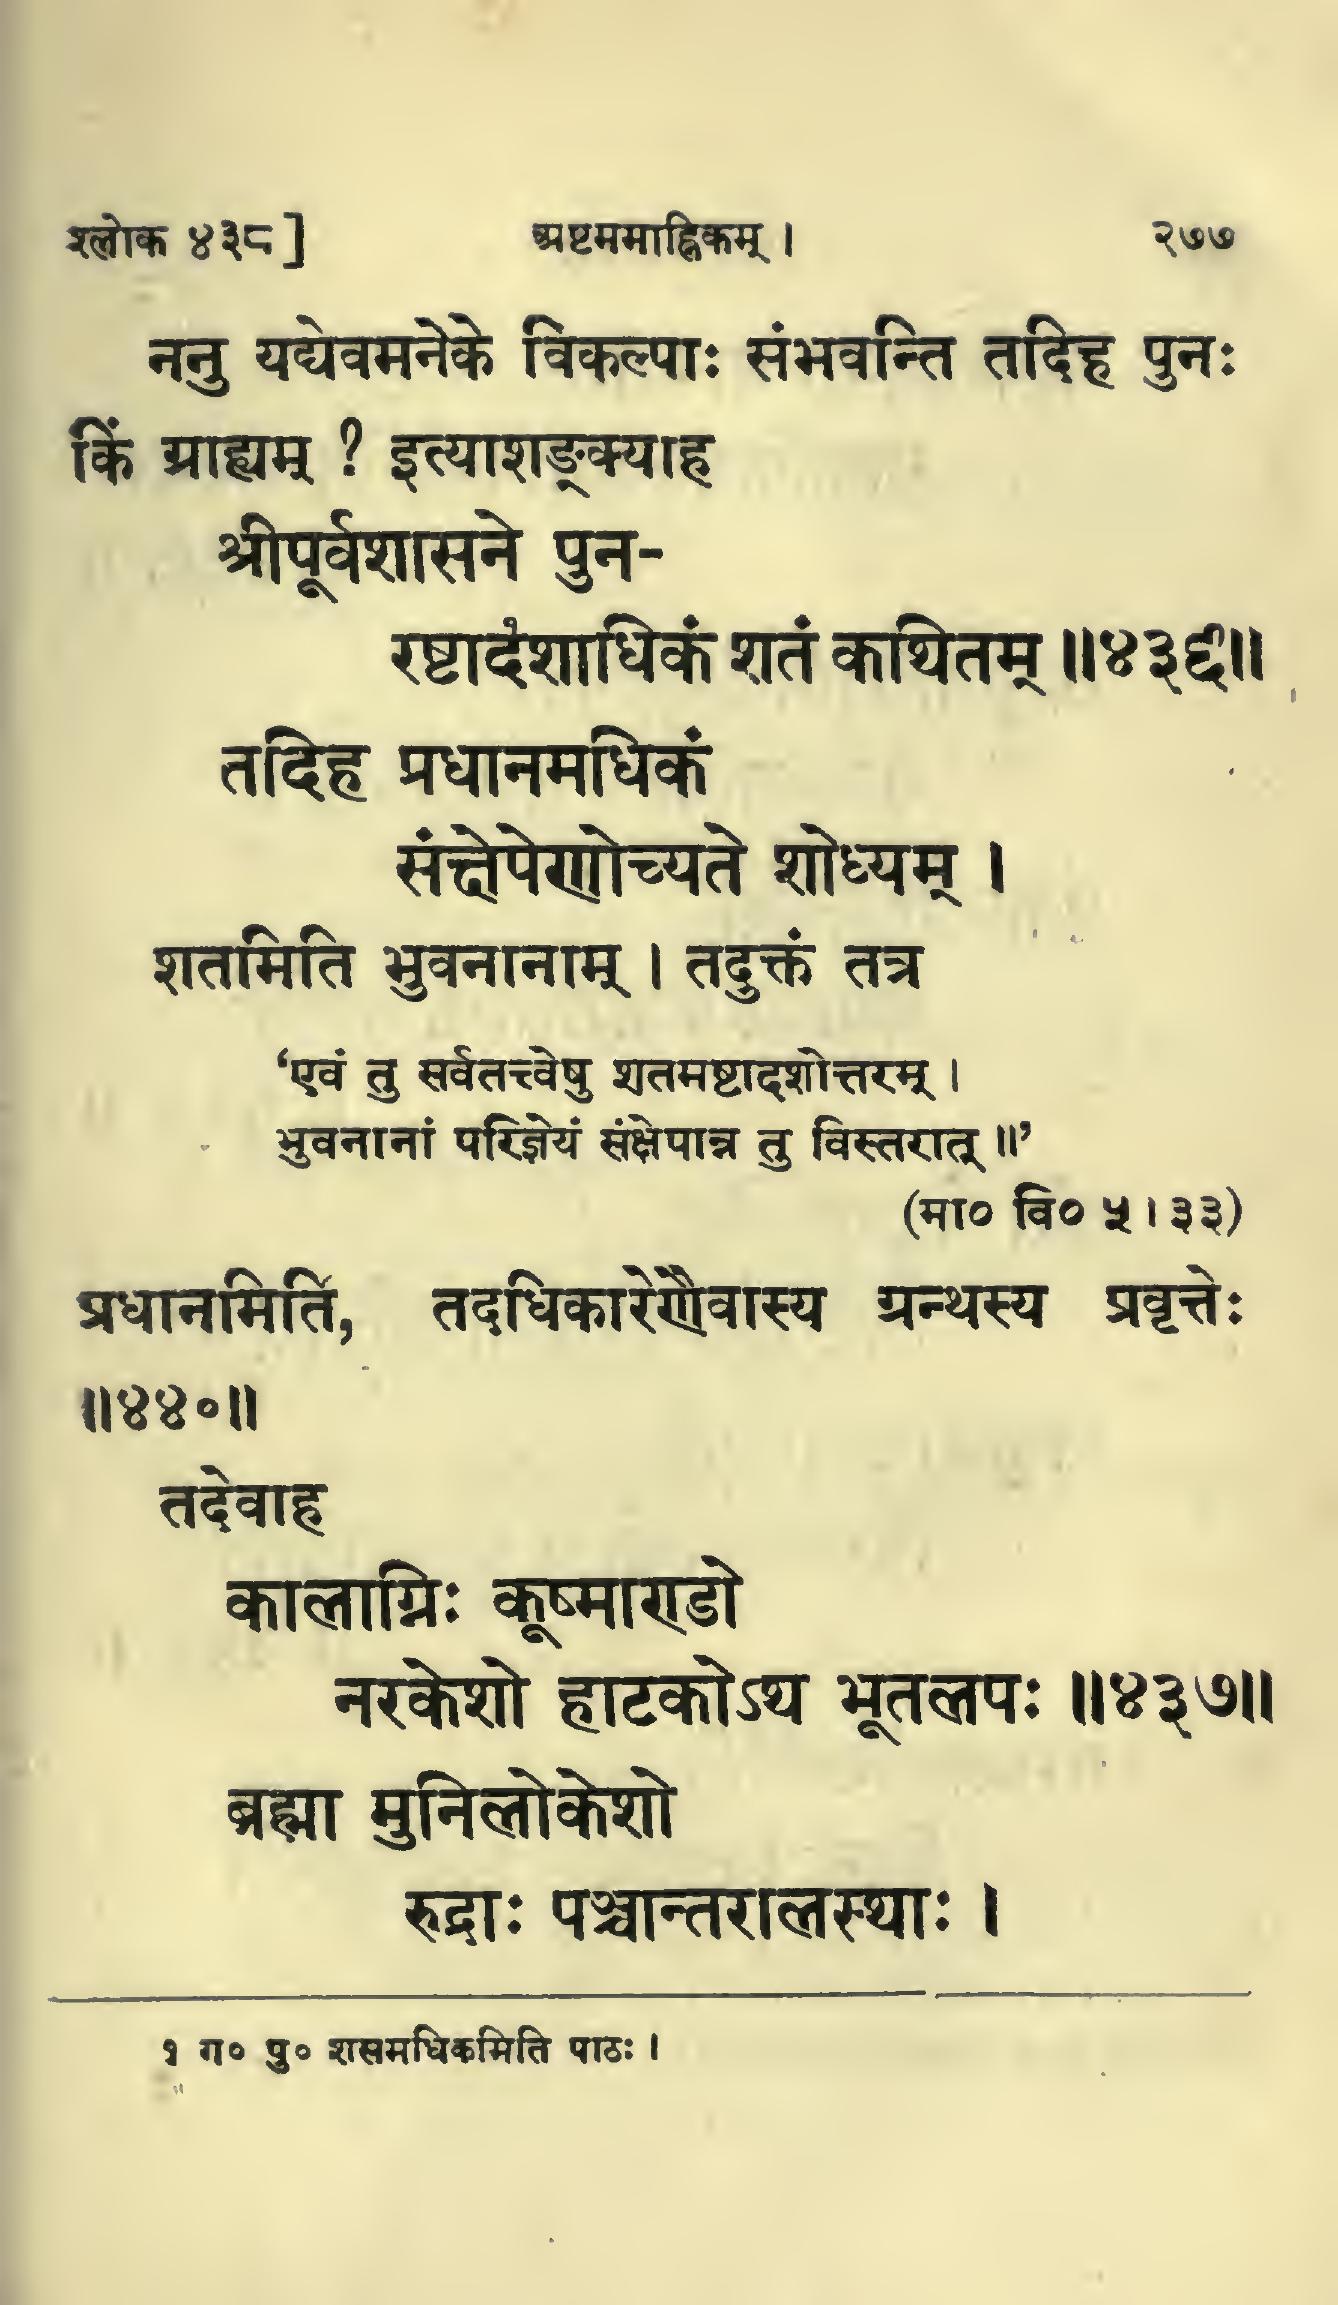 श्लोक ४३८] अष्टममाह्निकम् । २७७
ननु यद्येवमनेके विकल्पाः संभवन्ति तदिह पुनः
किं ग्राह्यम् ? इत्याशङ्क्याह
श्रीपूर्वशासने पुन-
रष्टादशाधिकं शतं कथितम् ॥४३६॥
तदिह प्रधानमधिकं
संक्षेपेणोच्यते शोध्यम् ।
शतमिति भुवनानाम् । तदुक्तं तत्र
‘एवं तु सर्वतत्त्वेषु शतमष्टादशोत्तरम् ।
भुवनानां परिज्ञेयं संक्षेपान्न तु विस्तरात् ॥’
(मा० वि० ५।३३)
प्रधानमिति, तदधिकारेणैवास्य ग्रन्थस्य प्रवृत्तेः
॥४४०॥
तदेवाह
कालाग्निः कूष्माण्डो
नरकेशो हाटकोऽथ भूतलपः ॥४३७॥
ब्रह्मा मुनिलोकेशो
रुद्राः पञ्चान्तरालस्थाः ।
१ ग० पु० शसमधिकमिति पाठः ।